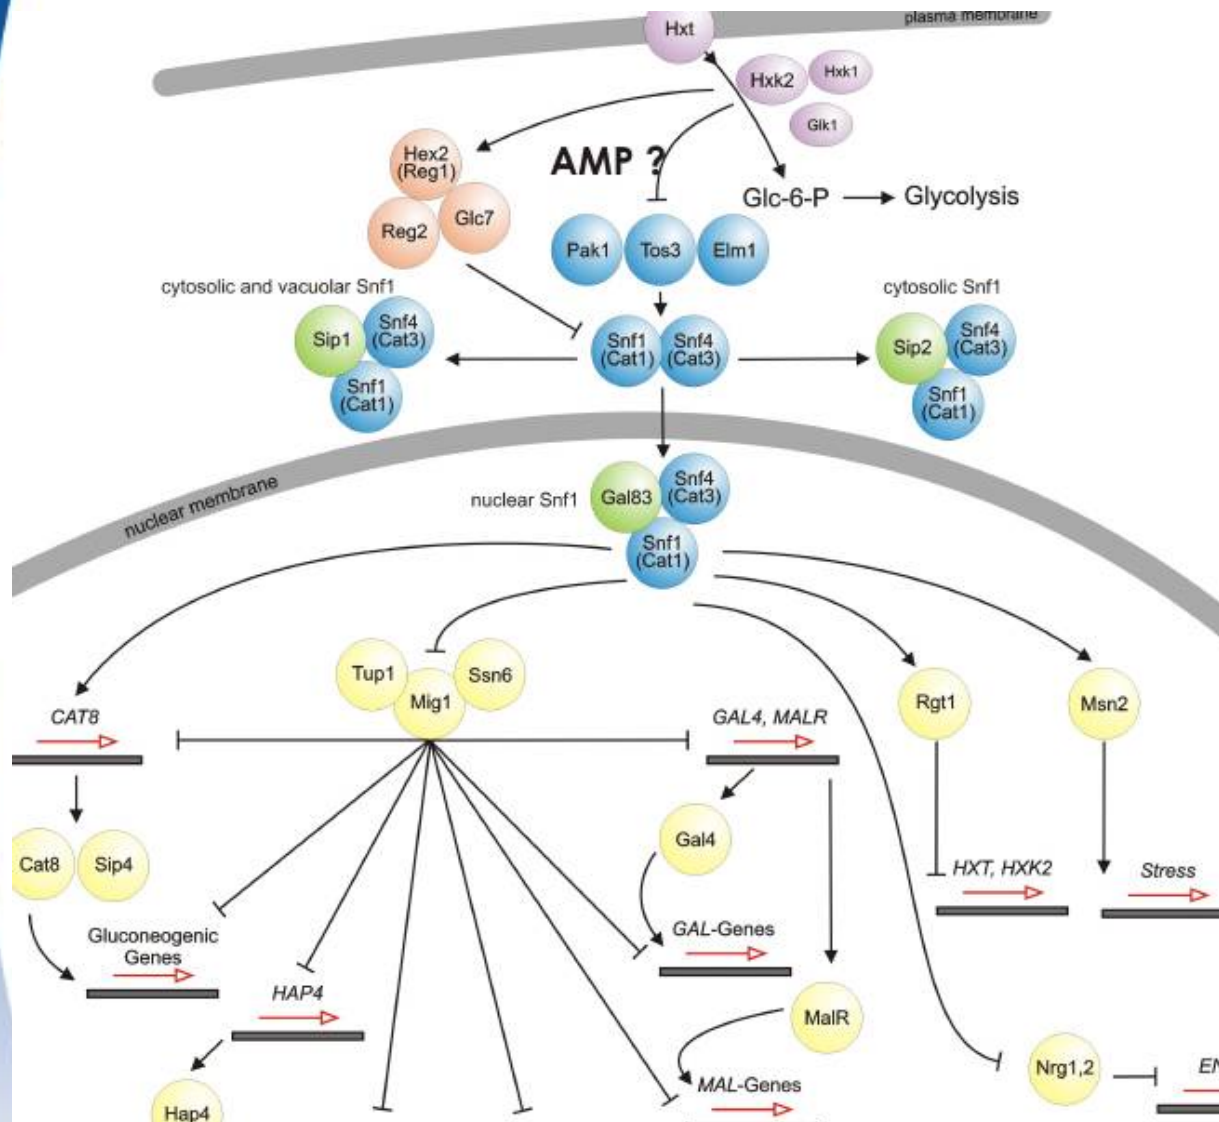 plasma membrane
Hxt
Hxk2
Hxk1
Glk1
Hex2
(Reg1)
AMP ?
Reg2
Glc7
Glc-6-P
Glycolysis
Pak1
Tos3
Elm1
cytosolic and vacuolar Snf1
cytosolic Snf1
Sip1
Snf4
(Cat3)
Snf1
(Cat1)
Snf1
(Cat1)
Snf4
(Cat3)
Sip2
Snf4
(Cat3)
Snf1
(Cat1)
nuclear membrane
nuclear Snf1
Gal83
Snf4
(Cat3)
Snf1
(Cat1)
Tup1
Mig1
Ssn6
Rgt1
Msn2
CAT8
GAL4, MALR
Cat8
Sip4
Gal4
HXT, HXK2
Stress
Gluconeogenic
Genes
GAL-Genes
HAP4
MalR
Nrg1,2
EN
MAL-Genes
Hap4